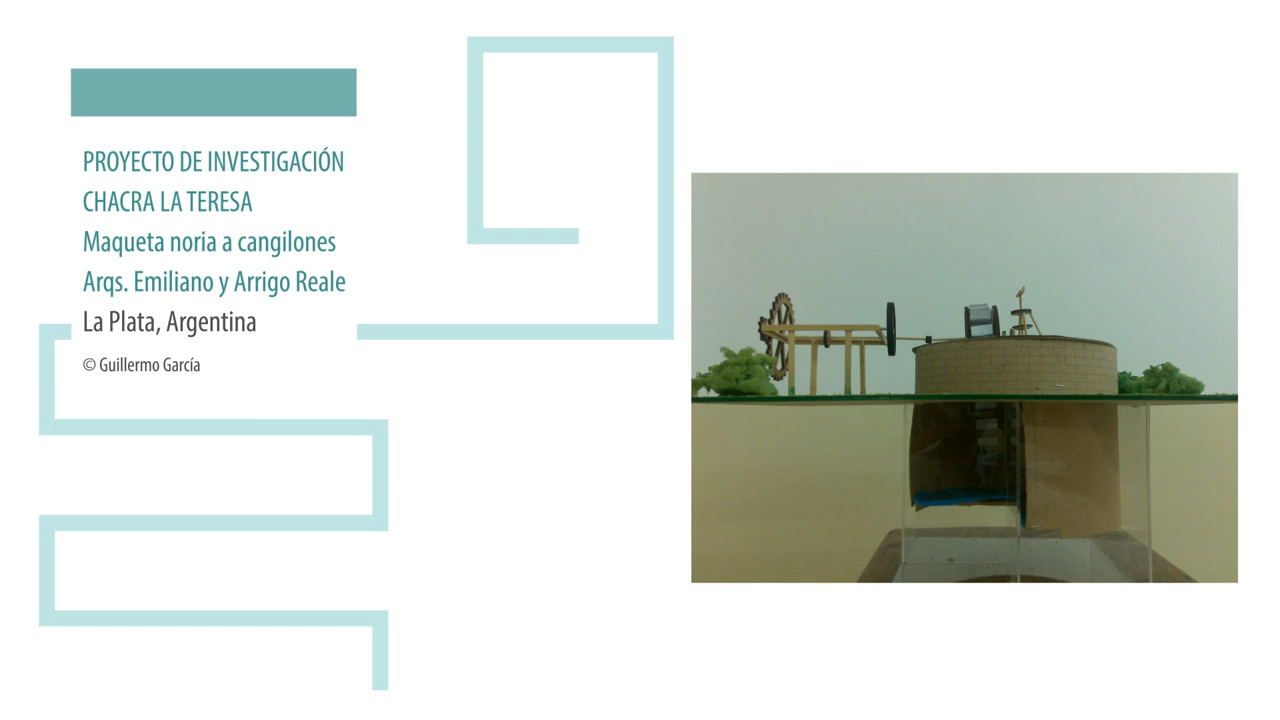 PROYECTO DE INVESTIGACIÓN
CHACRA LA TERESA
Maqueta noria a cangilones
Arqs. Emiliano y Arrigo Reale
La Plata, Argentina
© Guillermo García